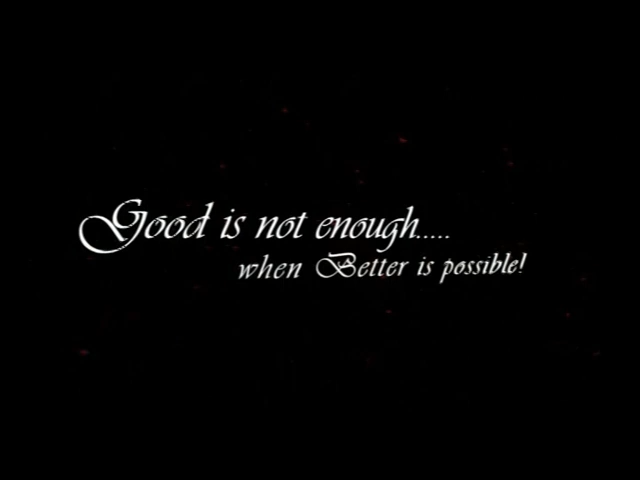 Good is not enough.....
when Better is possible!